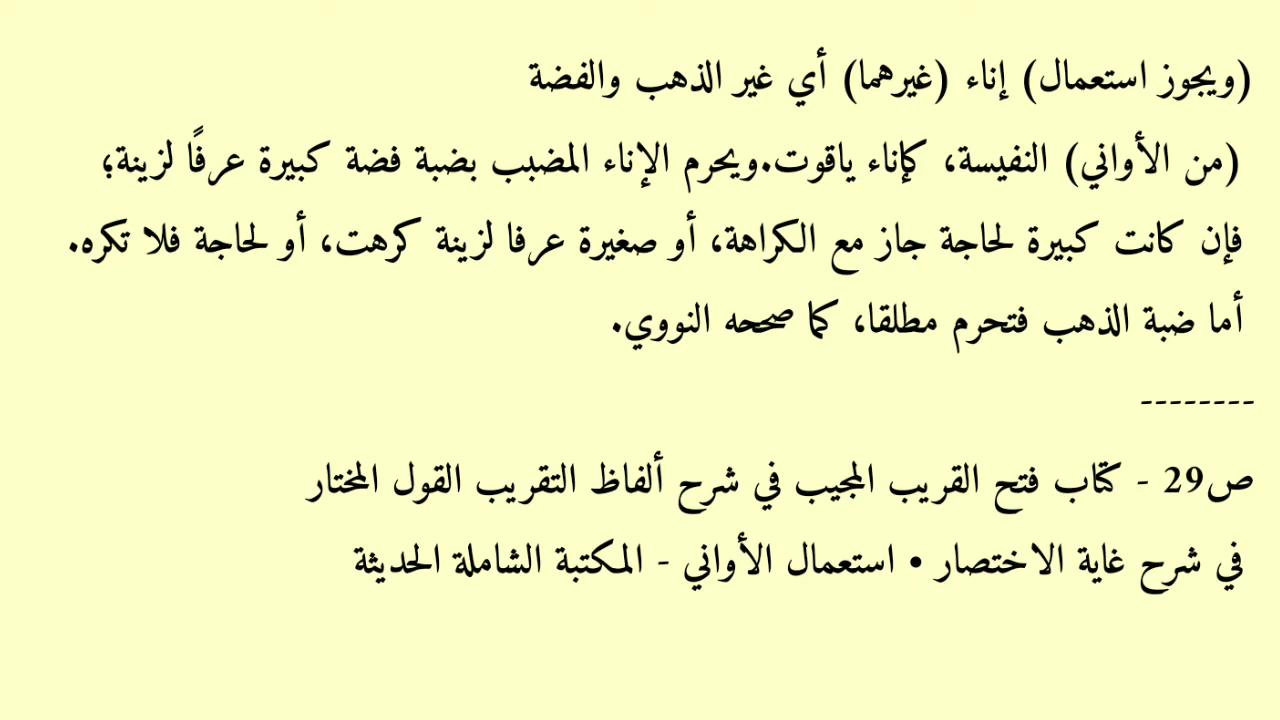 (ويجوز استعمال) إناء (غيرهما) أي غير الذهب والفضة
(من الأواني) النفيسة، كإناء ياقوت.ويحرم الإناء المضبب بضبة فضة كبيرة عرفًا لزينة؛
فإن كانت كبيرة لحاجة جاز مع الكراهة، أو صغيرة عرفا لزينة كرهت، أو لحاجة فلا تكره.
أما ضبة الذهب فتحرم مطلقا، كما صححه النووي.
--------
ص29 - كتاب فتح القريب المجيب في شرح ألفاظ التقريب القول المختار
في شرح غاية الاختصار • استعمال الأواني - المكتبة الشاملة الحديثة